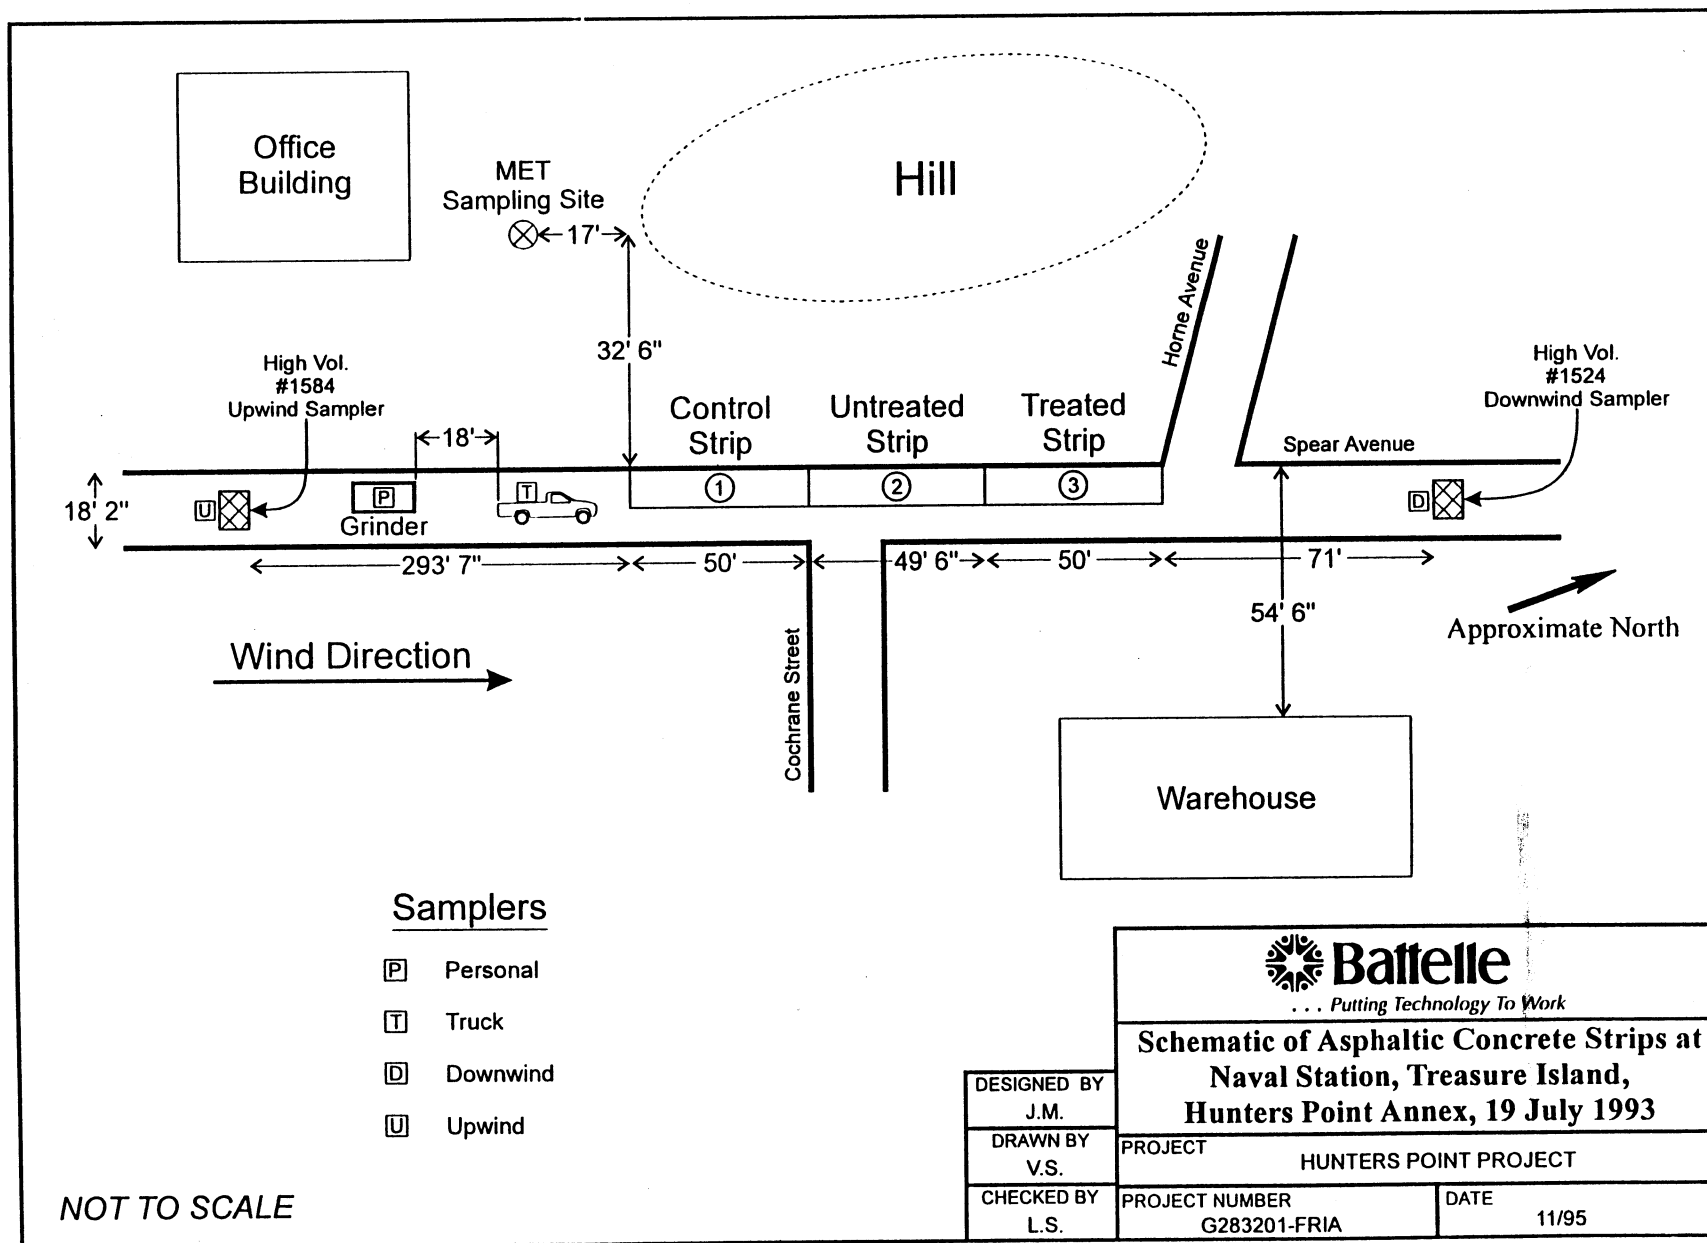 Office
Building
MET
Sampling Site
17'
Hill
32' 6"
Horne Avenue
High Vol.
#1584
Upwind Sampler
High Vol.
#1524
Downwind Sampler
18'
Control
Strip
Untreated
Strip
Treated
Strip
Spear Avenue
18' 2"
U
P
Grinder
T
1
2
3
D
293' 7"
50'
49' 6"
50'
71'
54' 6"
Approximate North
Wind Direction
Cochrane Street
Warehouse
Samplers
P Personal
T Truck
D Downwind
U Upwind
NOT TO SCALE
Battelle
. . . Putting Technology To Work
Schematic of Asphaltic Concrete Strips at
Naval Station, Treasure Island,
Hunters Point Annex, 19 July 1993
DESIGNED BY
J.M.
DRAWN BY
V.S.
CHECKED BY
L.S.
PROJECT
HUNTERS POINT PROJECT
PROJECT NUMBER
G283201-FRIA
DATE
11/95